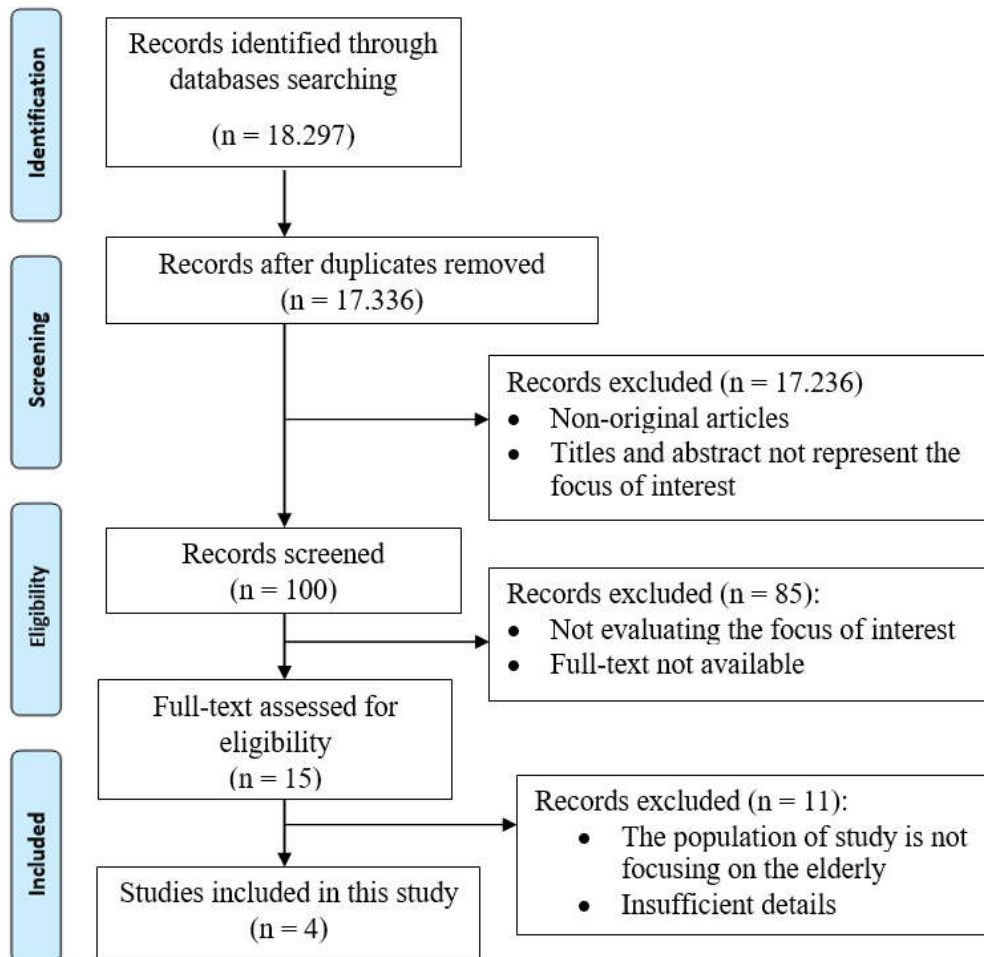 Identification
Records identified through
databases searching
(n = 18.297)
Records after duplicates removed
(n = 17.336)
Screening
Records excluded (n = 17.236)
• Non-original articles
• Titles and abstract not represent the
focus of interest
Eligibility
Records screened
(n = 100)
Records excluded (n = 85):
• Not evaluating the focus of interest
• Full-text not available
Full-text assessed for
eligibility
(n = 15)
Included
Records excluded (n = 11):
• The population of study is not
focusing on the elderly
• Insufficient details
Studies included in this study
(n = 4)